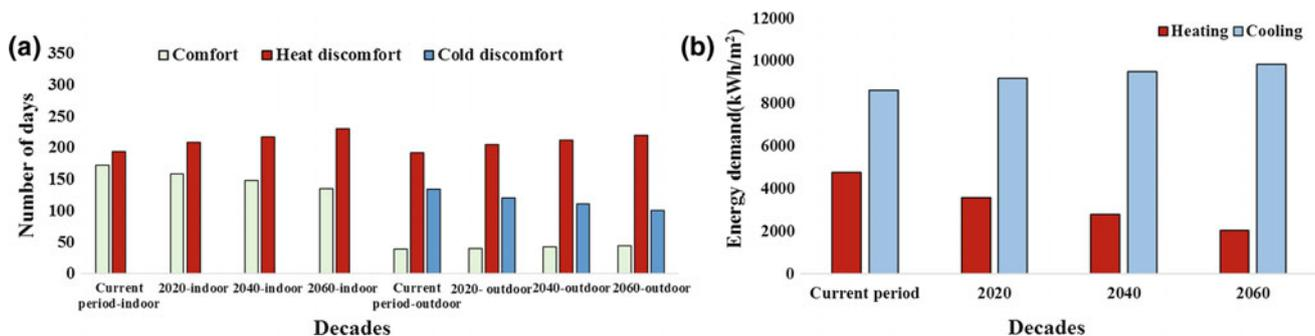 (a)
Comfort Heat discomfort Cold discomfort
350
300
250
200
150
100
50
0
Number of days
Current period-indoor 2020-indoor 2040-indoor 2060-indoor Current period-outdoor 2020- outdoor 2040-outdoor 2060-outdoor
Decades
(b)
Heating Cooling
12000
10000
8000
6000
4000
2000
0
Energy demand(kWh/m²)
Current period 2020 2040 2060
Decades